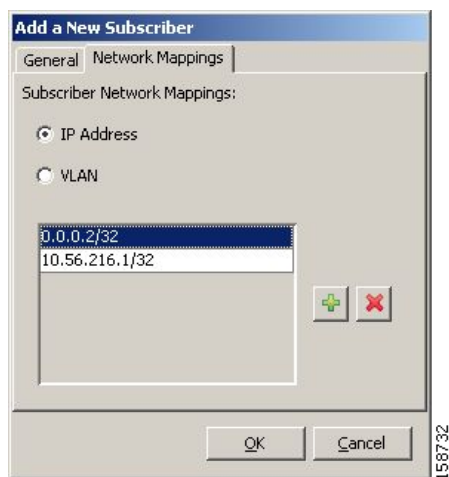 Add a New Subscriber
General Network Mappings
Subscriber Network Mappings:
IP Address
VLAN
0.0.0.2/32
10.56.216.1/32
OK Cancel
158732